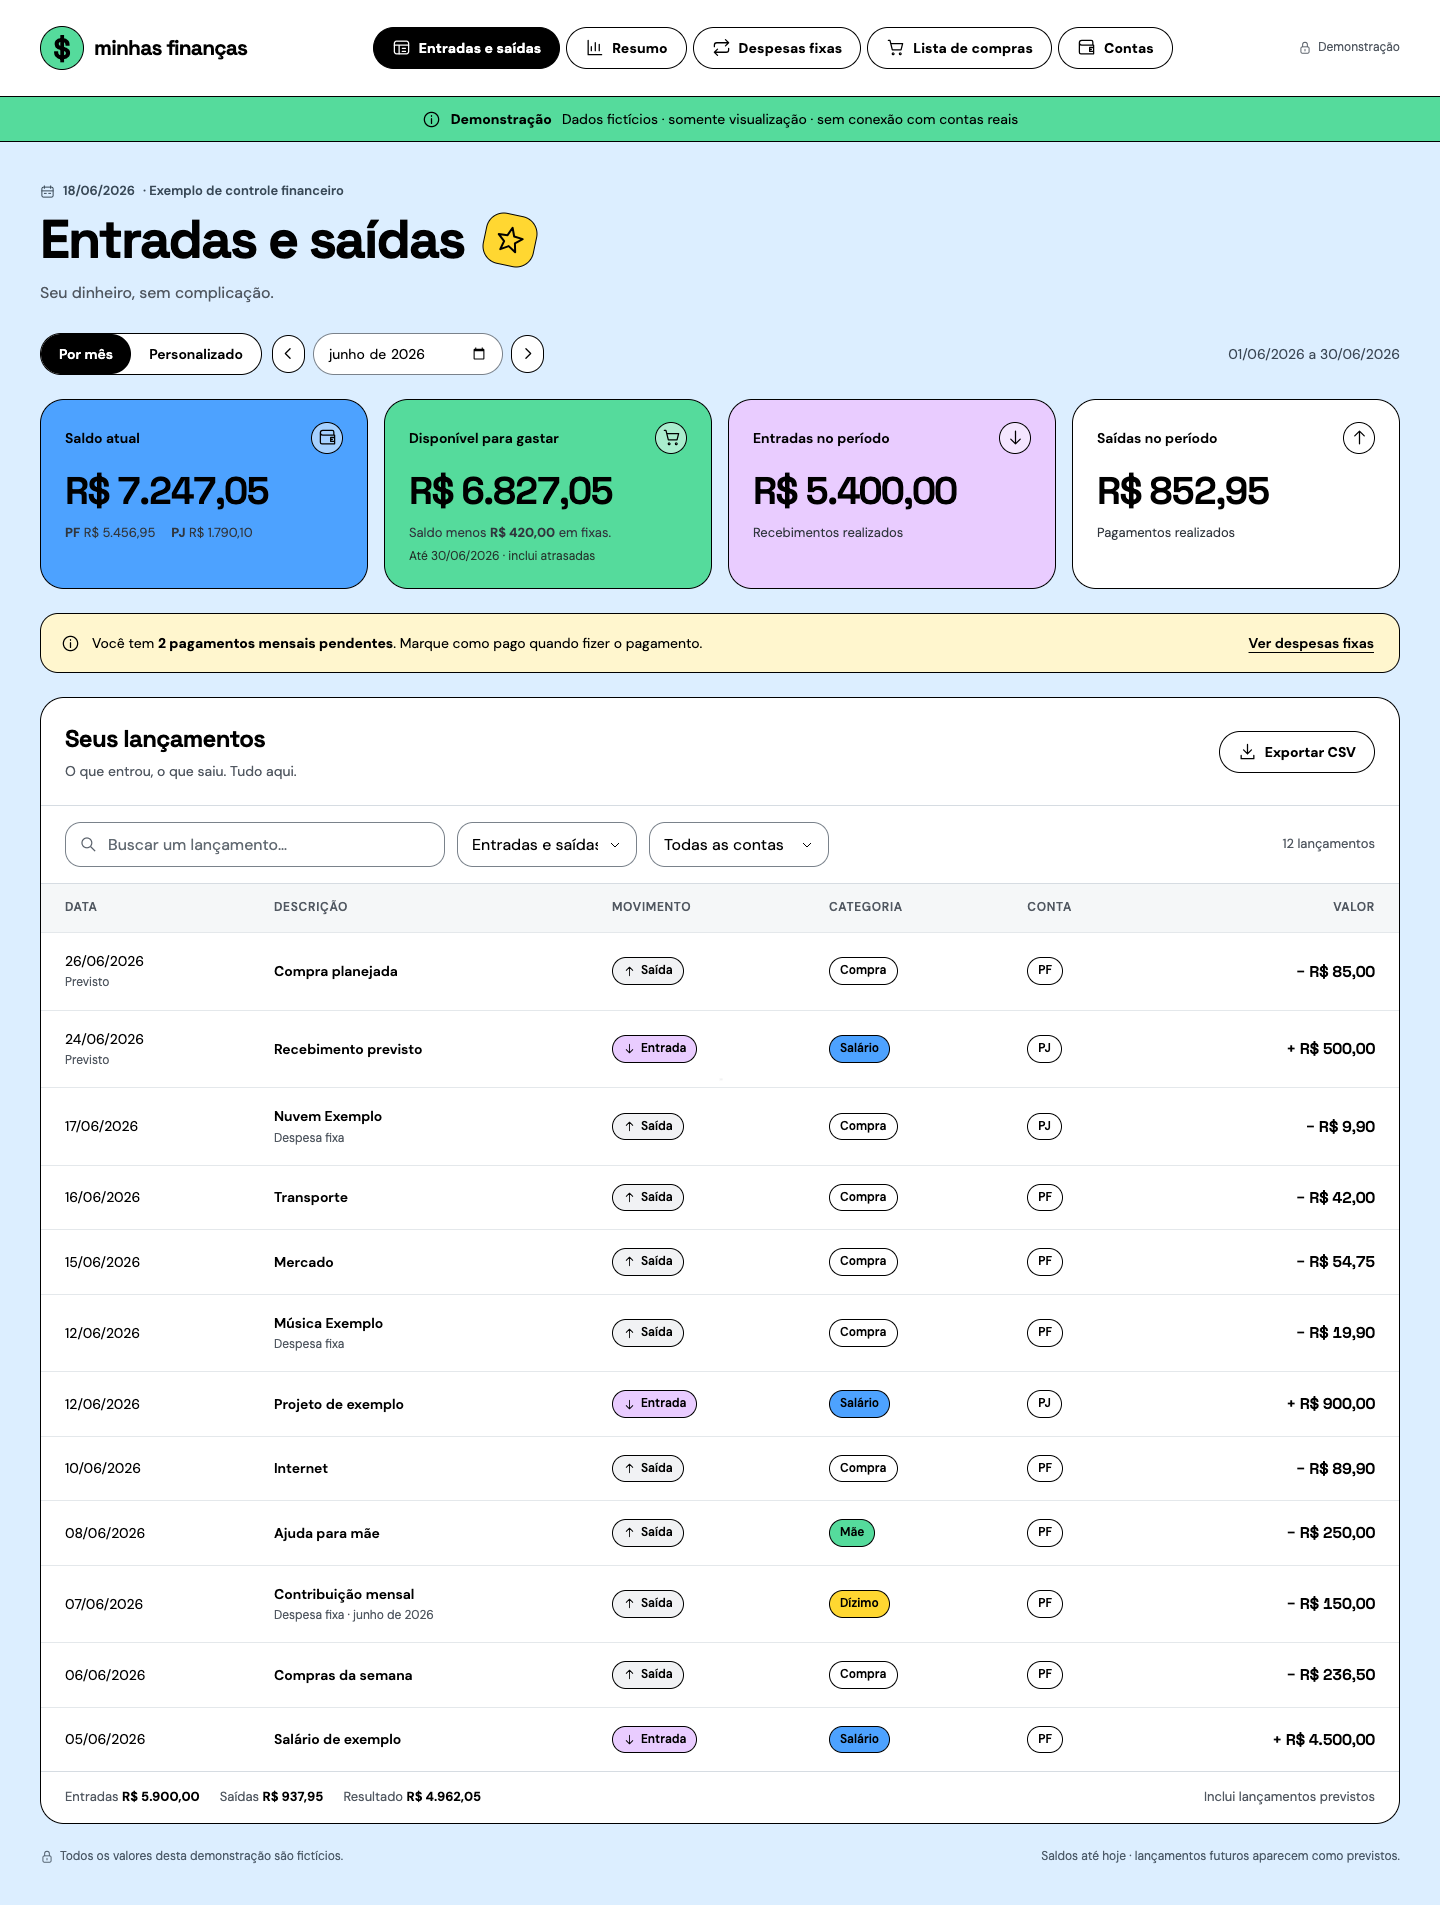 $ minhas finanças
Entradas e saídas
Resumo
Despesas fixas
Lista de compras
Contas
Demonstração
Demonstração Dados fictícios · somente visualização · sem conexão com contas reais
18/06/2026 · Exemplo de controle financeiro
Entradas e saídas
Seu dinheiro, sem complicação.
Por mês
Personalizado
junho de 2026
01/06/2026 a 30/06/2026
Saldo atual
R$ 7.247,05
PF R$ 5.456,95 PJ R$ 1.790,10
Disponível para gastar
R$ 6.827,05
Saldo menos R$ 420,00 em fixas.
Até 30/06/2026 · inclui atrasadas
Entradas no período
R$ 5.400,00
Recebimentos realizados
Saídas no período
R$ 852,95
Pagamentos realizados
Você tem 2 pagamentos mensais pendentes. Marque como pago quando fizer o pagamento.
Ver despesas fixas
Seus lançamentos
O que entrou, o que saiu. Tudo aqui.
Exportar CSV
Buscar um lançamento...
Entradas e saídas
Todas as contas
12 lançamentos
DATA DESCRIÇÃO MOVIMENTO CATEGORIA CONTA VALOR
26/06/2026
Previsto
Compra planejada ↑ Saída Compra PF − R$ 85,00
24/06/2026
Previsto
Recebimento previsto ↓ Entrada Salário PJ + R$ 500,00
17/06/2026
Nuvem Exemplo
Despesa fixa
↑ Saída Compra PJ − R$ 9,90
16/06/2026 Transporte ↑ Saída Compra PF − R$ 42,00
15/06/2026 Mercado ↑ Saída Compra PF − R$ 54,75
12/06/2026
Música Exemplo
Despesa fixa
↑ Saída Compra PF − R$ 19,90
12/06/2026 Projeto de exemplo ↓ Entrada Salário PJ + R$ 900,00
10/06/2026 Internet ↑ Saída Compra PF − R$ 89,90
08/06/2026 Ajuda para mãe ↑ Saída Mãe PF − R$ 250,00
07/06/2026
Contribuição mensal
Despesa fixa · junho de 2026
↑ Saída Dízimo PF − R$ 150,00
06/06/2026 Compras da semana ↑ Saída Compra PF − R$ 236,50
05/06/2026 Salário de exemplo ↓ Entrada Salário PF + R$ 4.500,00
Entradas R$ 5.900,00 Saídas R$ 937,95 Resultado R$ 4.962,05
Inclui lançamentos previstos
Todos os valores desta demonstração são fictícios.
Saldos até hoje · lançamentos futuros aparecem como previstos.